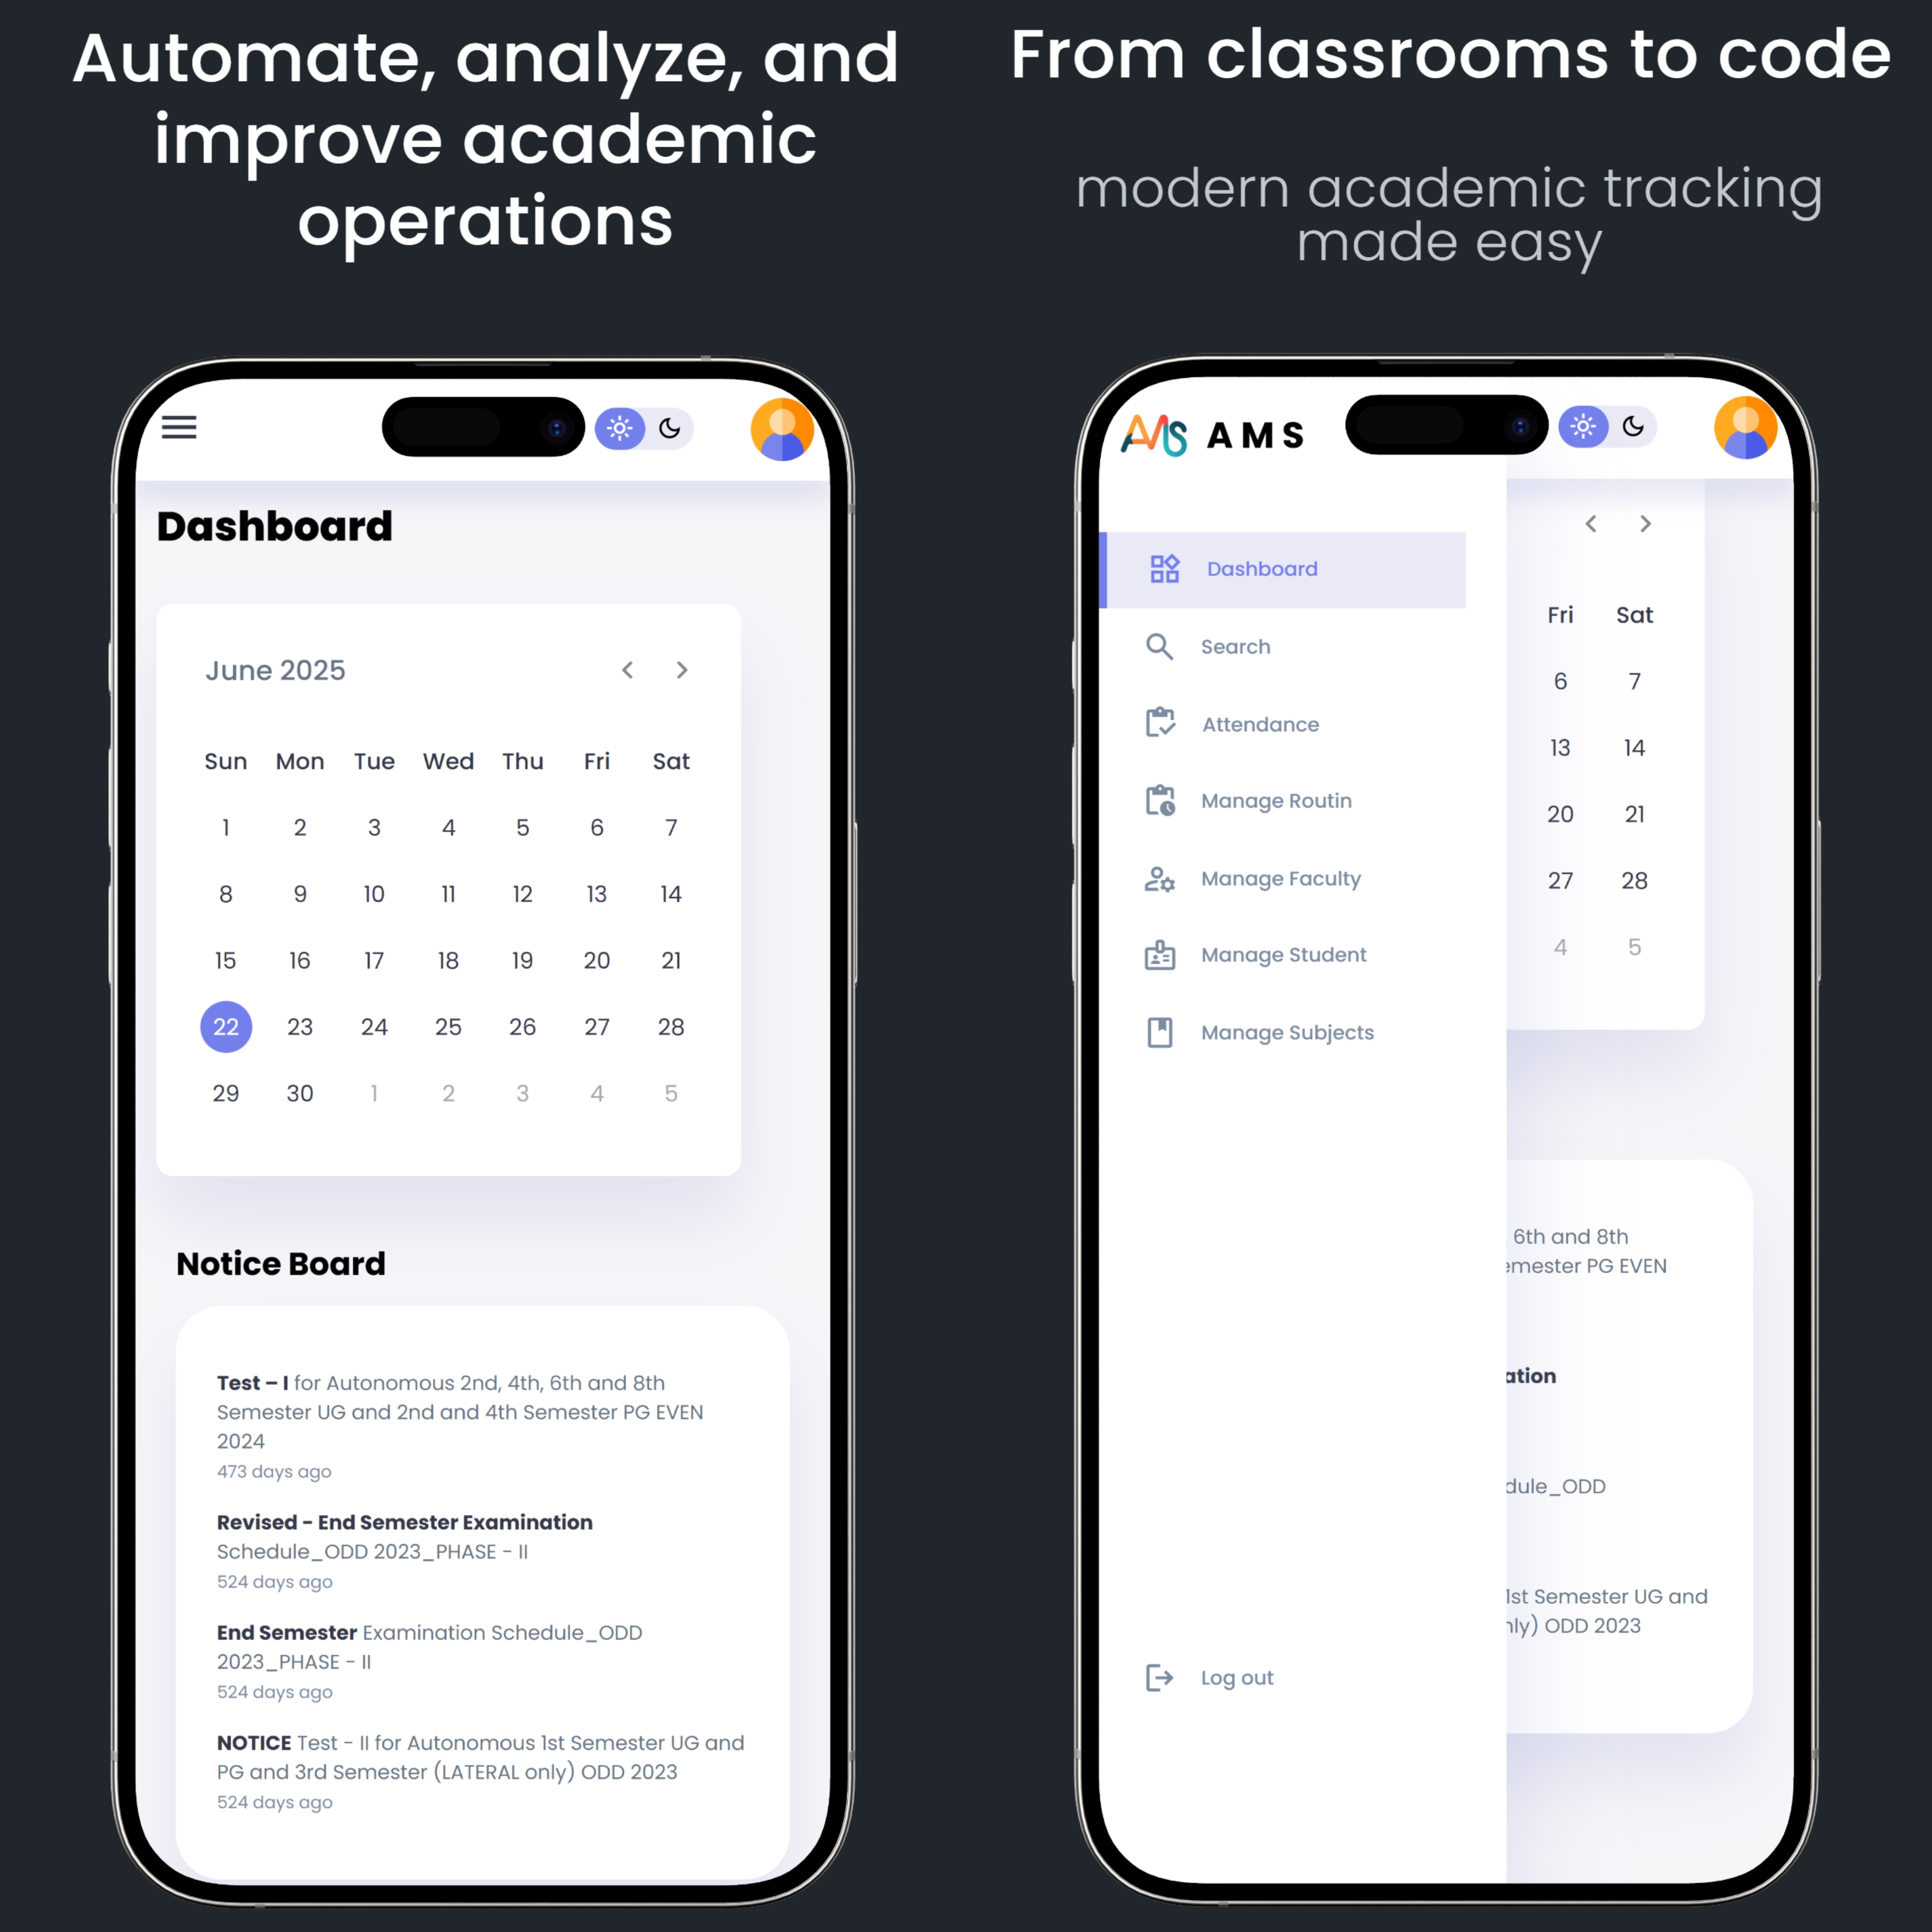 Automate, analyze, and
improve academic
operations
Dashboard
June 2025
Sun Mon Tue Wed Thu Fri Sat
1 2 3 4 5 6 7
8 9 10 11 12 13 14
15 16 17 18 19 20 21
22 23 24 25 26 27 28
29 30 1 2 3 4 5
Notice Board
Test – I for Autonomous 2nd, 4th, 6th and 8th
Semester UG and 2nd and 4th Semester PG EVEN
2024
473 days ago
Revised - End Semester Examination
Schedule_ODD 2023_PHASE - II
524 days ago
End Semester Examination Schedule_ODD
2023_PHASE - II
524 days ago
NOTICE Test - II for Autonomous 1st Semester UG and
PG and 3rd Semester (LATERAL only) ODD 2023
524 days ago
From classrooms to code
modern academic tracking
made easy
AMS AMS
Dashboard
Search
Attendance
Manage Routin
Manage Faculty
Manage Student
Manage Subjects
Log out
Fri Sat
6 7
13 14
20 21
27 28
4 5
6th and 8th
emester PG EVEN
ation
dule_ODD
1st Semester UG and
nly) ODD 2023